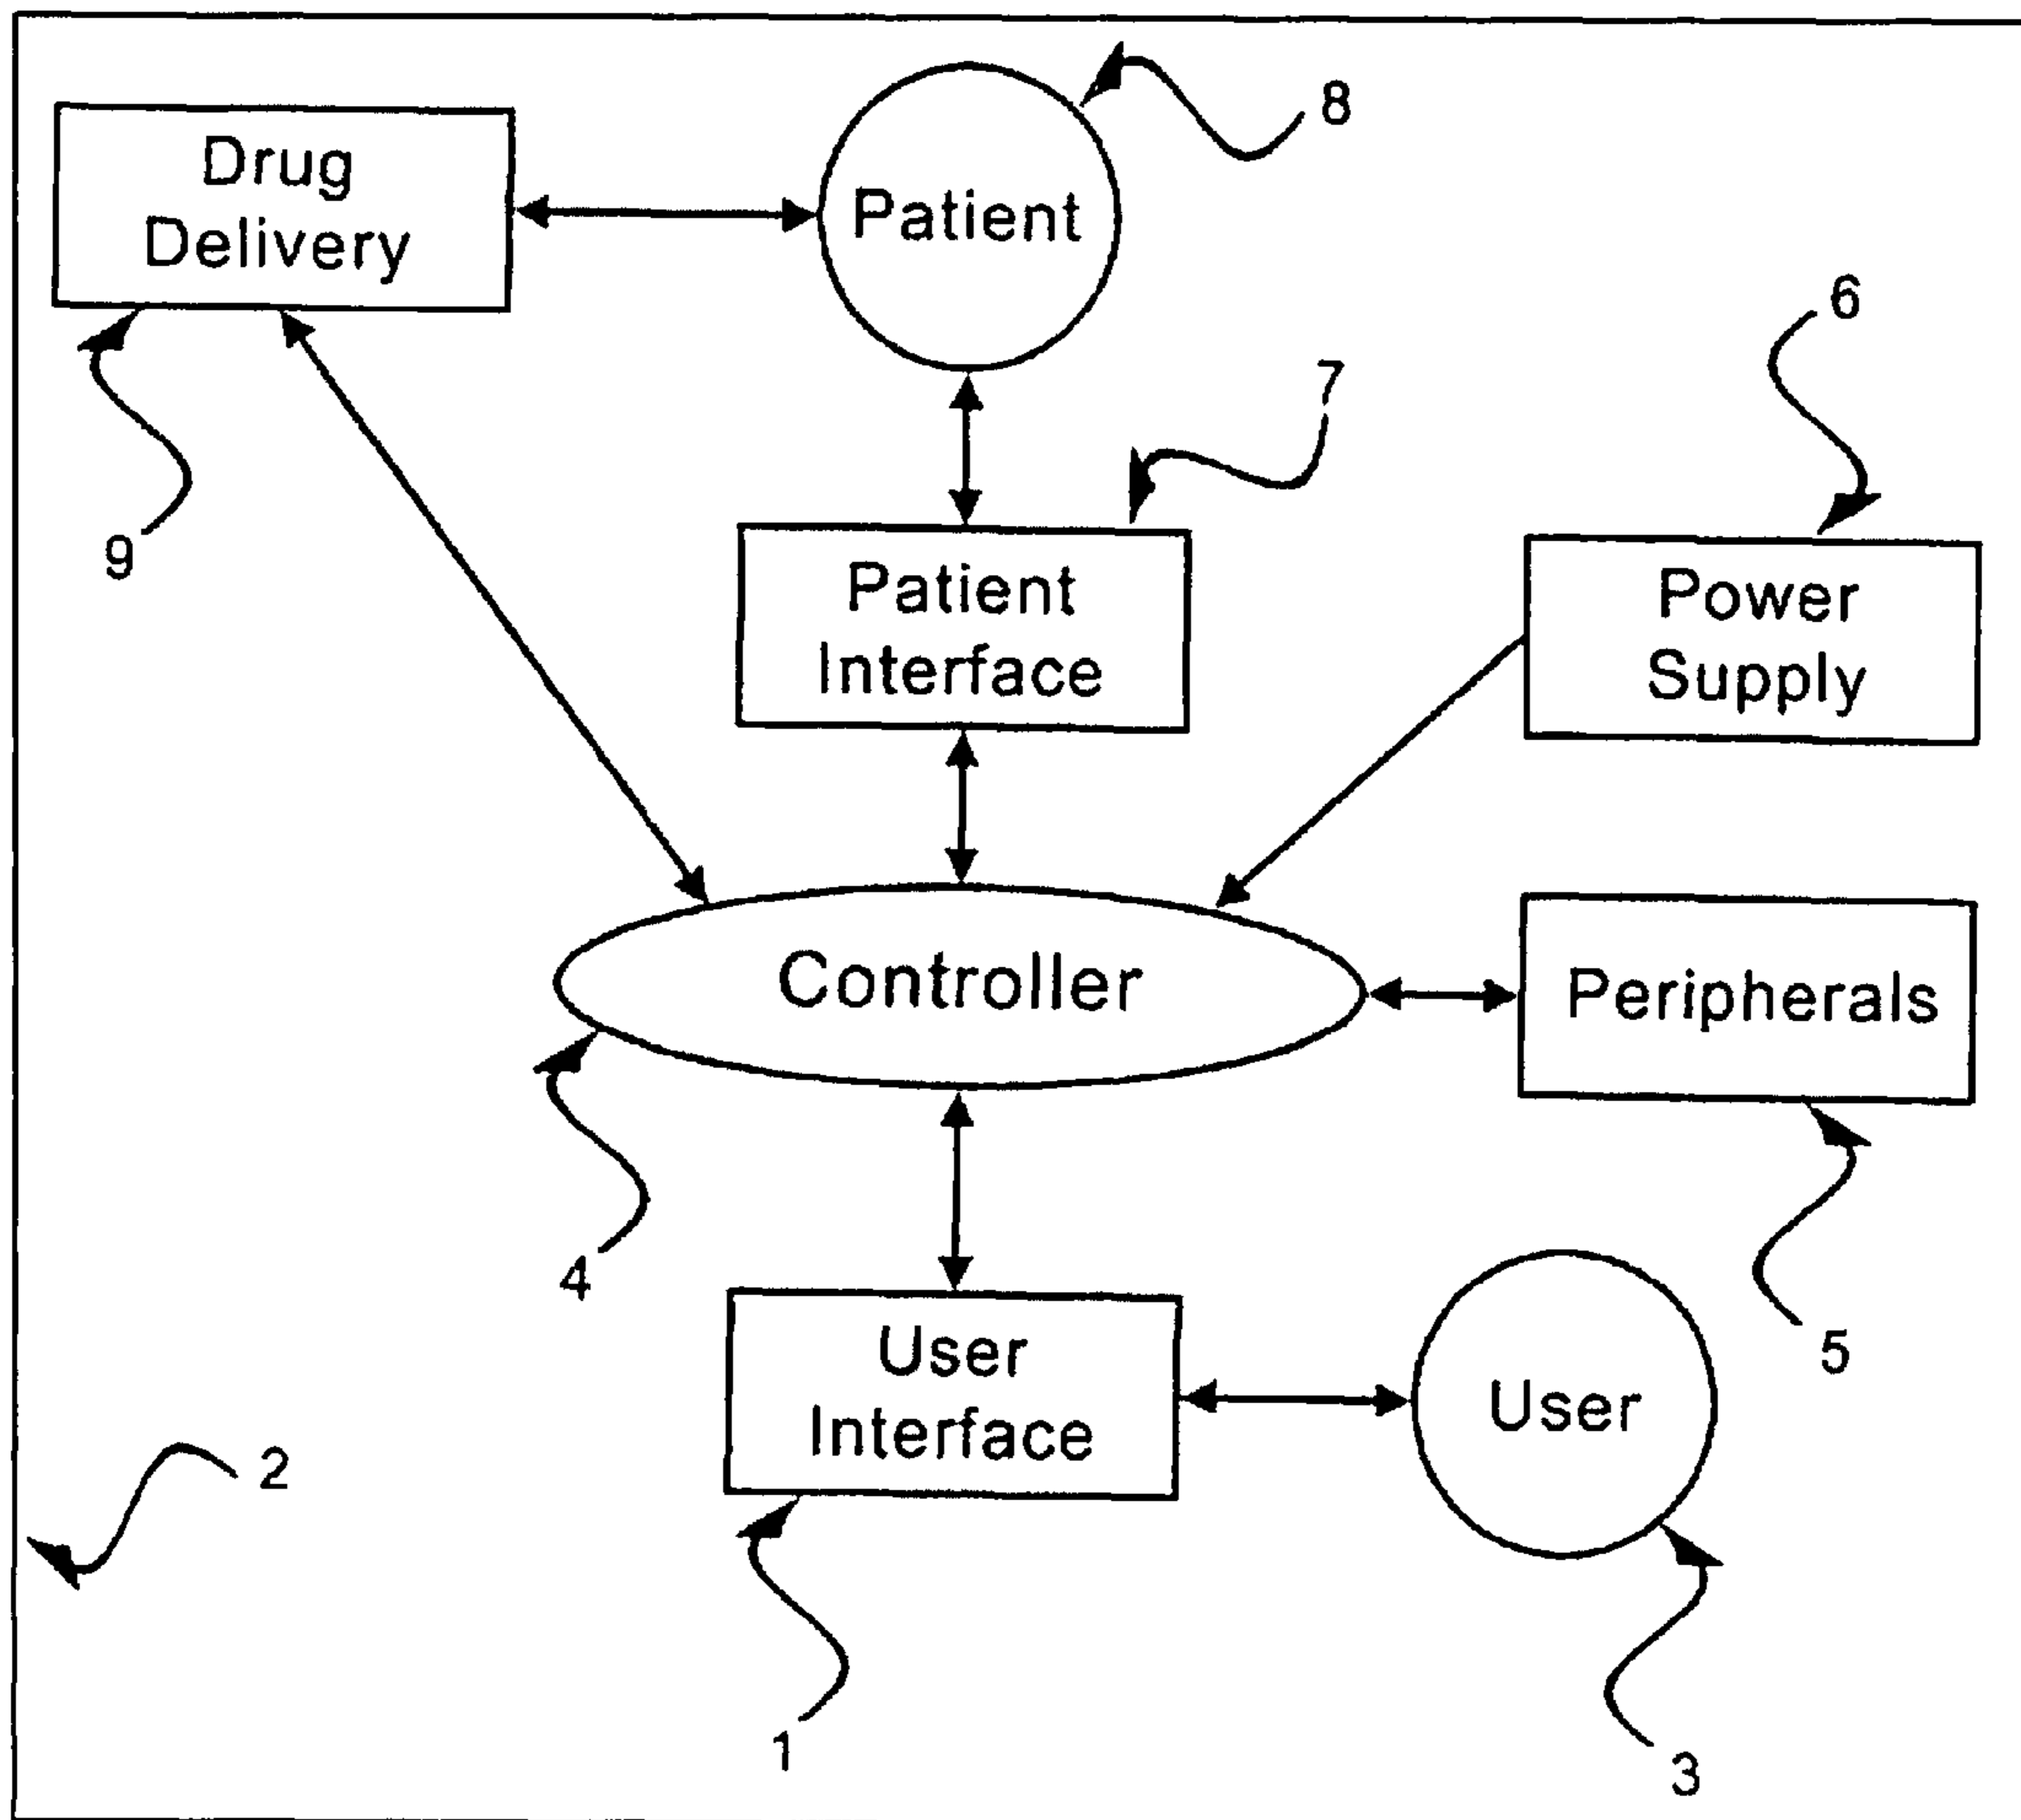 8
Drug
Delivery
Patient
6
7
9
Patient
Interface
Power
Supply
Controller
Peripherals
4
5
User
Interface
User
2
1
3